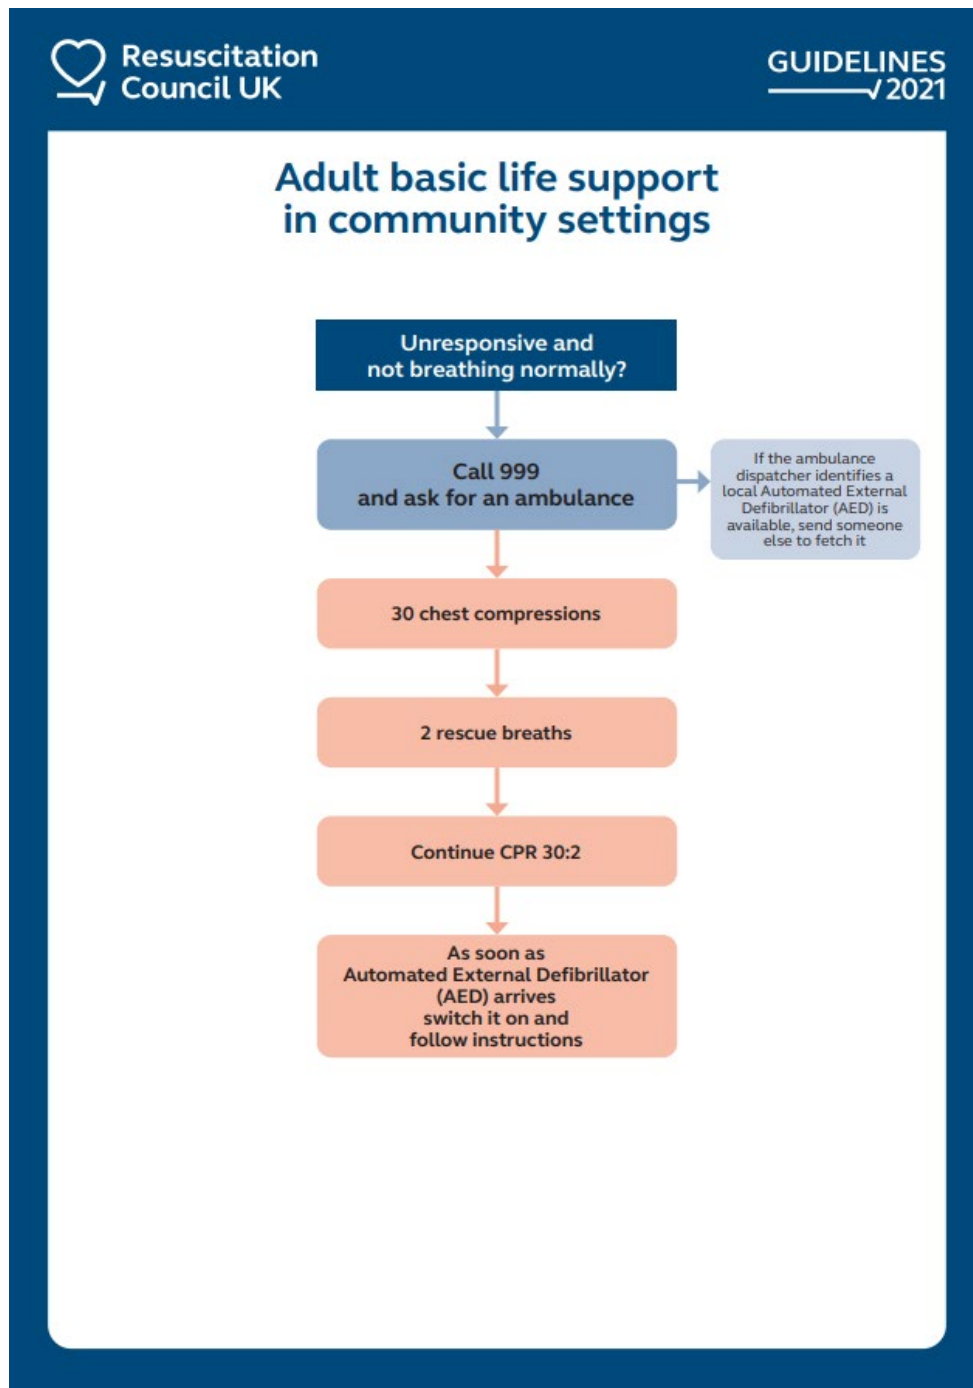 Resuscitation
Council UK
GUIDELINES
2021
Adult basic life support
in community settings
Unresponsive and
not breathing normally?
Call 999
and ask for an ambulance
If the ambulance
dispatcher identifies a
local Automated External
Defibrillator (AED) is
available, send someone
else to fetch it
30 chest compressions
2 rescue breaths
Continue CPR 30:2
As soon as
Automated External Defibrillator
(AED) arrives
switch it on and
follow instructions